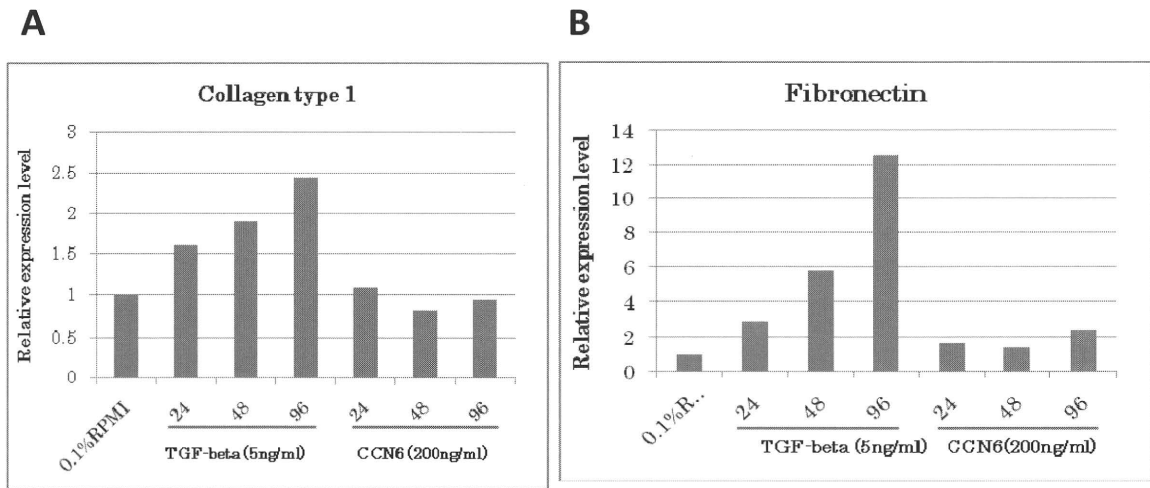 A
Collagen type 1
Relative expression level
3
2.5
2
1.5
1
0.5
0
0.1%RPMI
24
48
96
24
48
96
TGF-beta (5ng/ml)
CCN6 (200ng/ml)
B
Fibronectin
Relative expression level
14
12
10
8
6
4
2
0
0.1%R..
24
48
96
24
48
96
TGF-beta (5ng/ml)
CCN6(200ng/ml)